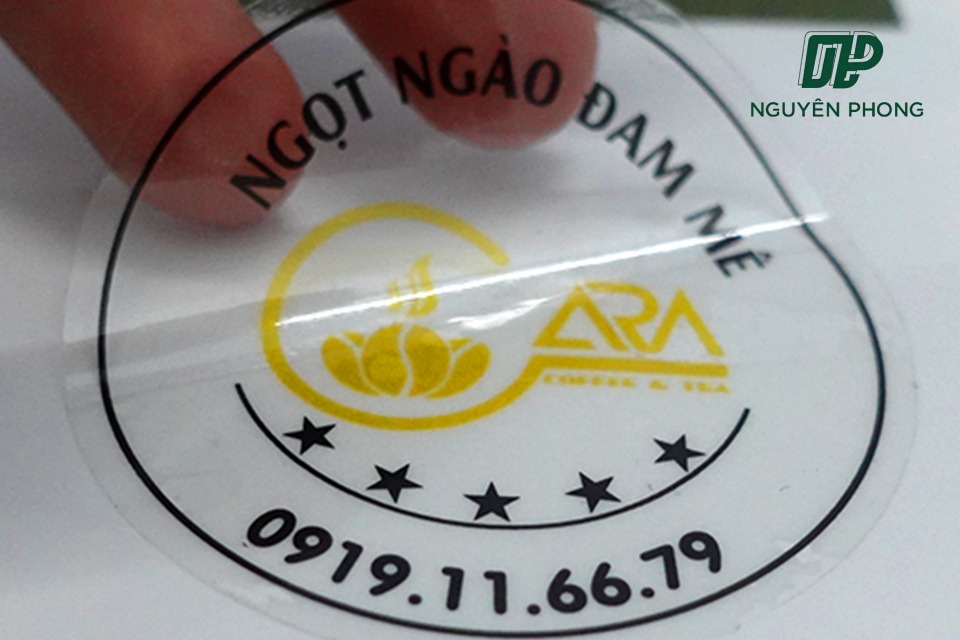 NGUYÊN PHONG
NGỌT NGÀO ĐAM MÊ
ARA
COFFEE & TEA
0919.11.66.79